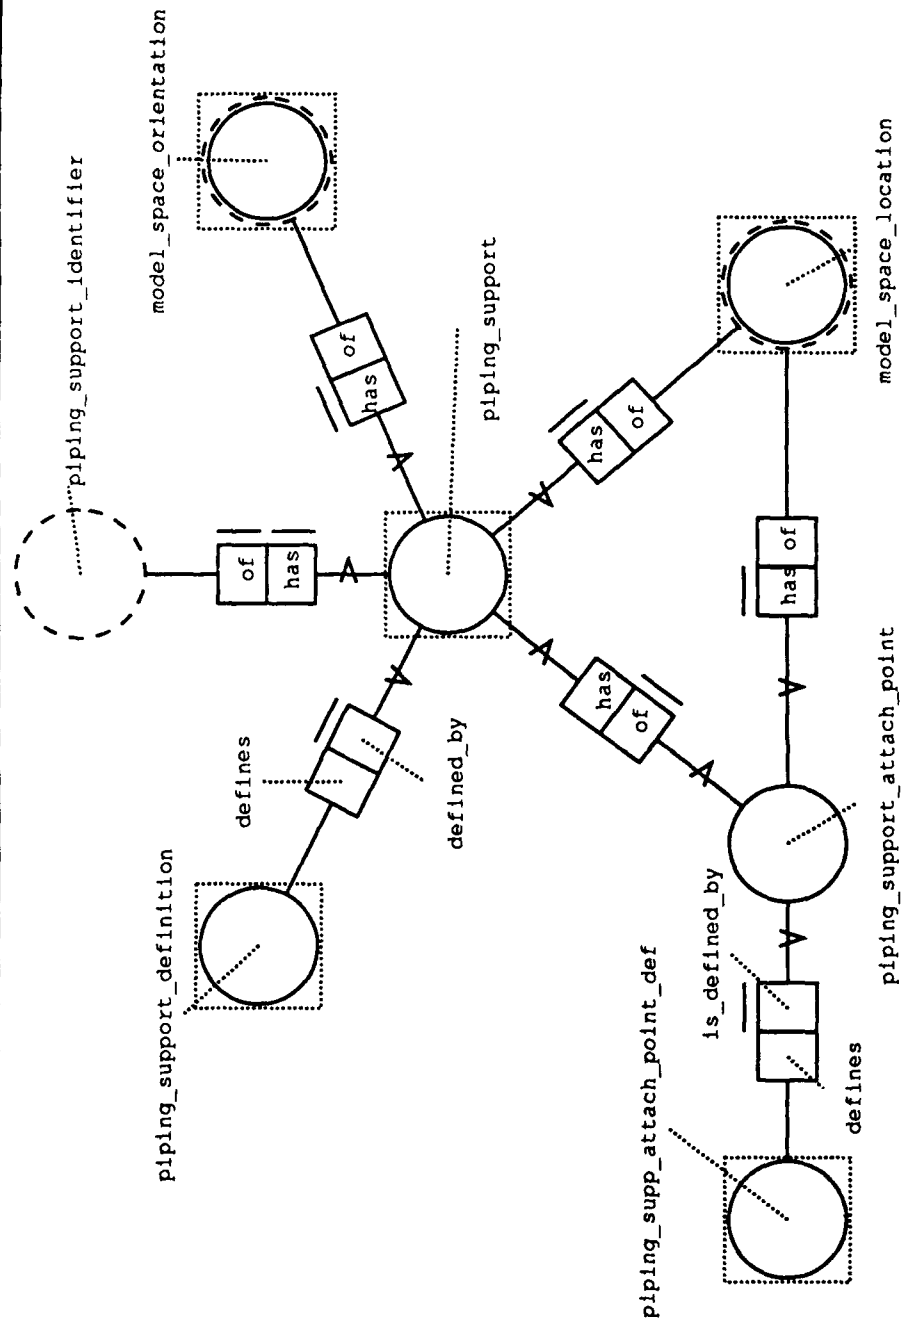 piping_support_identifier
model_space_orientation
of
has
of
has
piping_support
has
of
model_space_location
has
of
has
of
defines
defined_by
piping_support_definition
piping_support_attach_point
is_defined_by
defines
piping_supp_attach_point_def